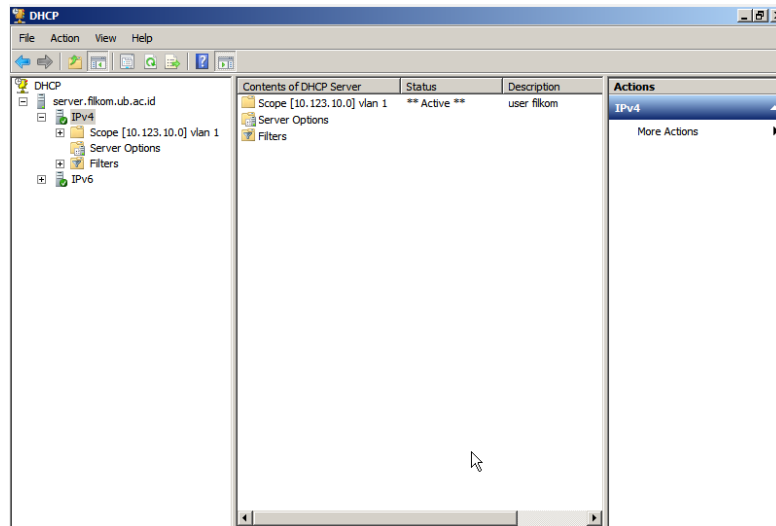 DHCP
File Action View Help
DHCP
server.filkom.ub.ac.id
IPv4
Scope [10.123.10.0] vlan 1
Server Options
Filters
IPv6
Contents of DHCP Server Status Description
Scope [10.123.10.0] vlan 1 ** Active ** user filkom
Server Options
Filters
Actions
IPv4
More Actions